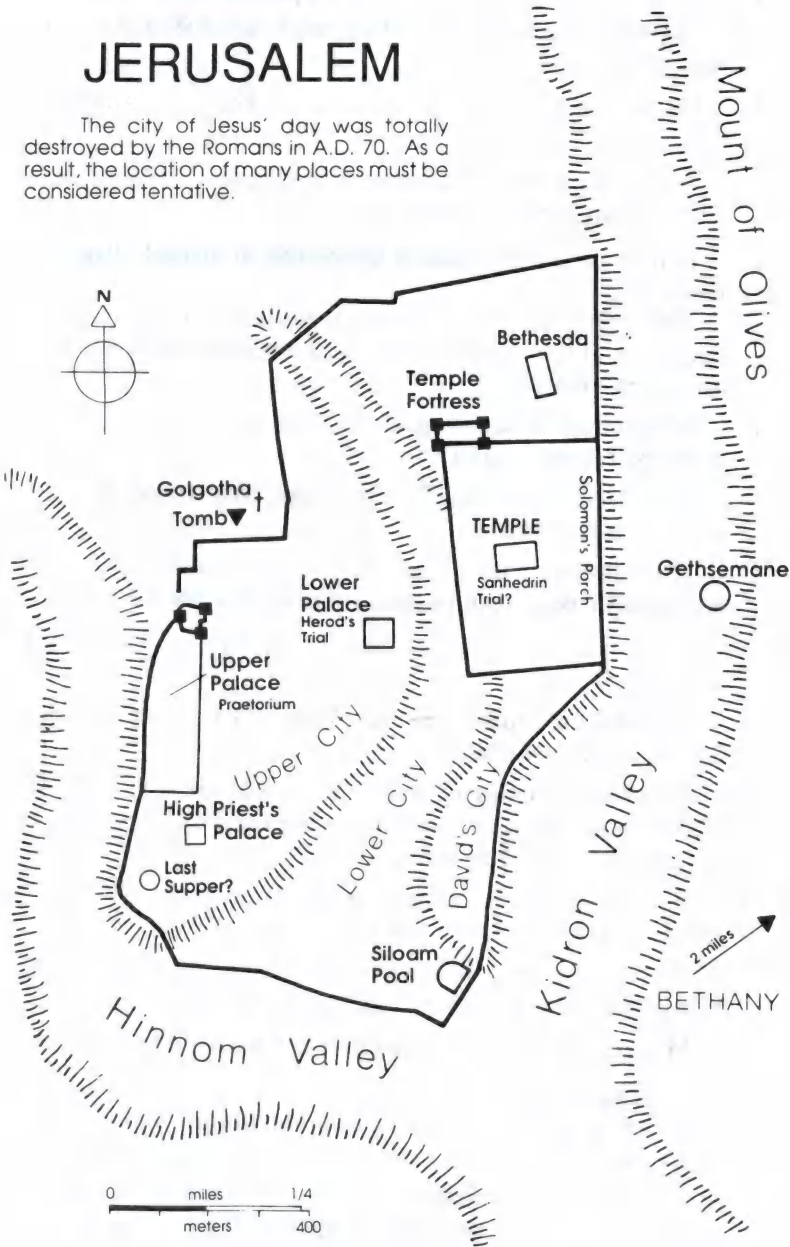 JERUSALEM
The city of Jesus' day was totally
destroyed by the Romans in A.D. 70. As a
result, the location of many places must be
considered tentative.
Mount of Olives
N
Bethesda
Temple
Fortress
Golgotha
Tomb
TEMPLE
Sanhedrin
Trial?
Solomon's Porch
Gethsemane
Lower
Palace
Herod's
Trial
Upper
Palace
Praetorium
Upper City
High Priest's
Palace
Last
Supper?
Lower City
David's City
Siloam
Pool
Kidron Valley
2 miles
BETHANY
Hinnom Valley
0 miles 1/4
meters 400